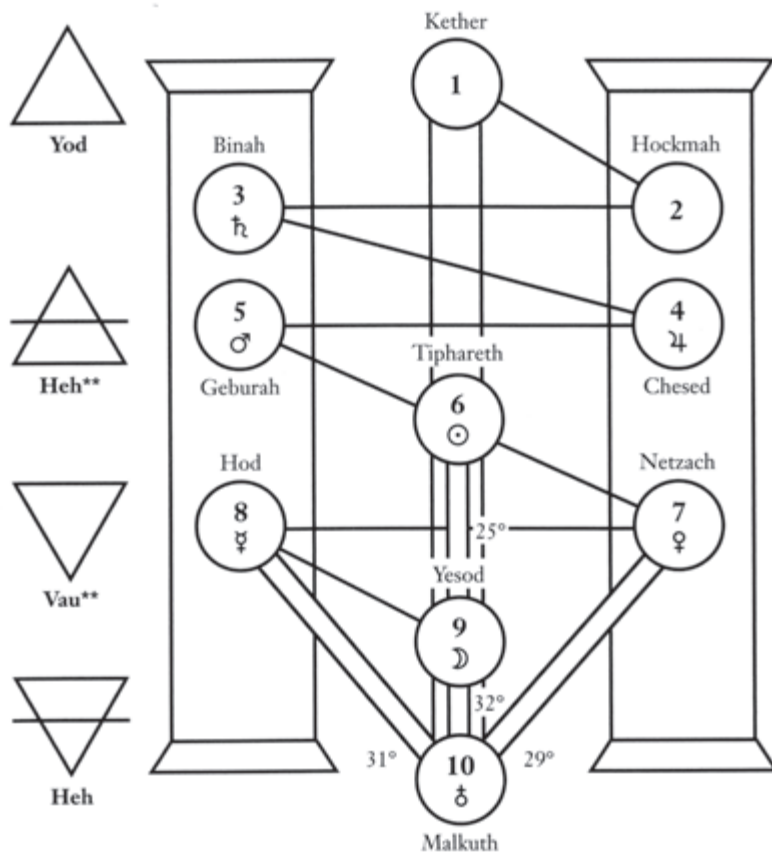 Kether
1
Yod
Binah
Hockmah
3
♄
2
5
♂
4
♃
Tiphareth
Heh**
Geburah
Chesed
6
☉
Hod
Netzach
8
☿
7
♀
25°
Vau**
Yesod
9
☽
32°
31°
10
♁
29°
Heh
Malkuth